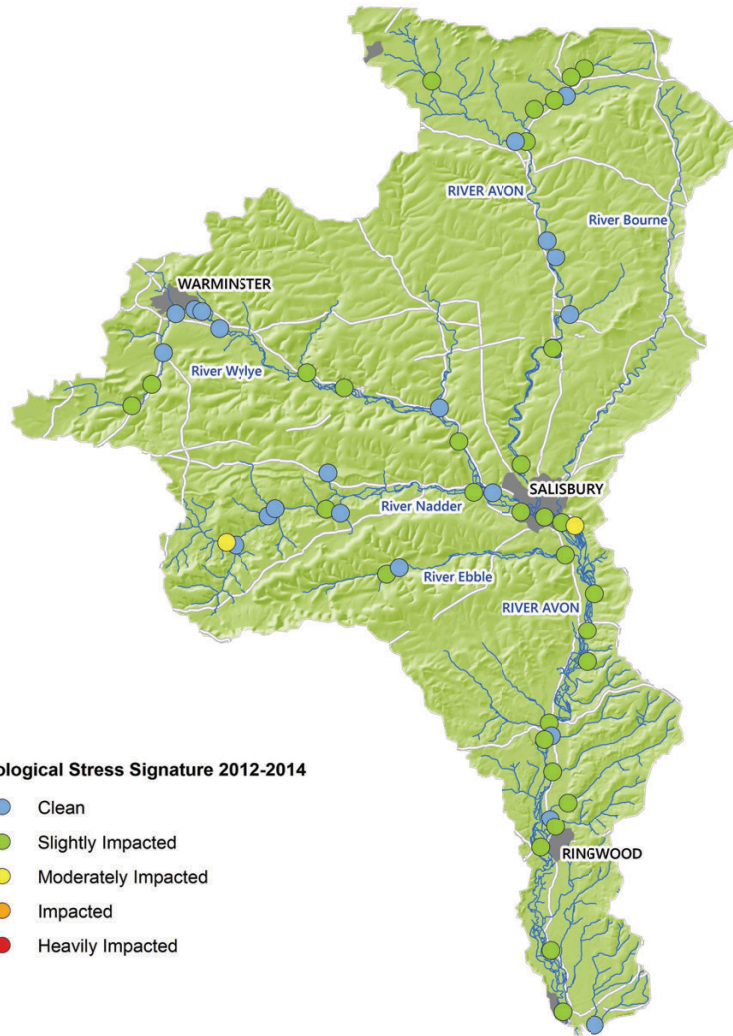 RIVER AVON
River Bourne
WARMINSTER
River Wylye
SALISBURY
River Nadder
River Ebble
RIVER AVON
ological Stress Signature 2012-2014
Clean
Slightly Impacted
Moderately Impacted
Impacted
Heavily Impacted
RINGWOOD